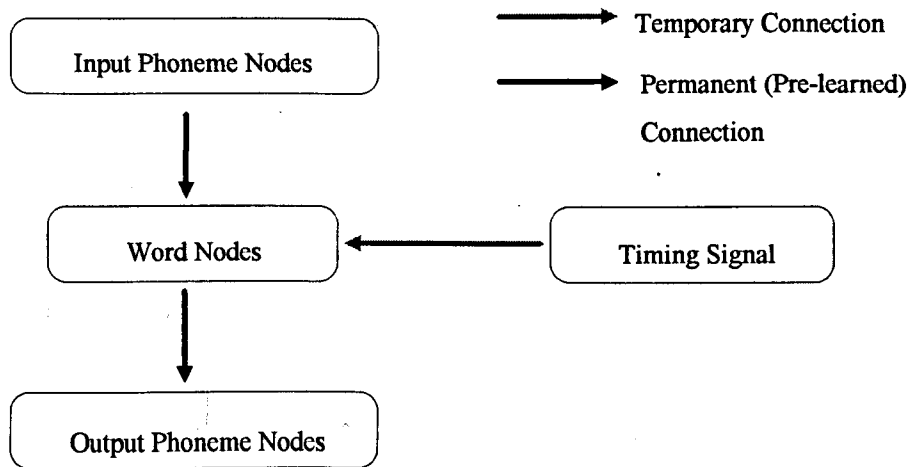 Temporary Connection
Input Phoneme Nodes
Permanent (Pre-learned)
Connection
Word Nodes
Timing Signal
Output Phoneme Nodes